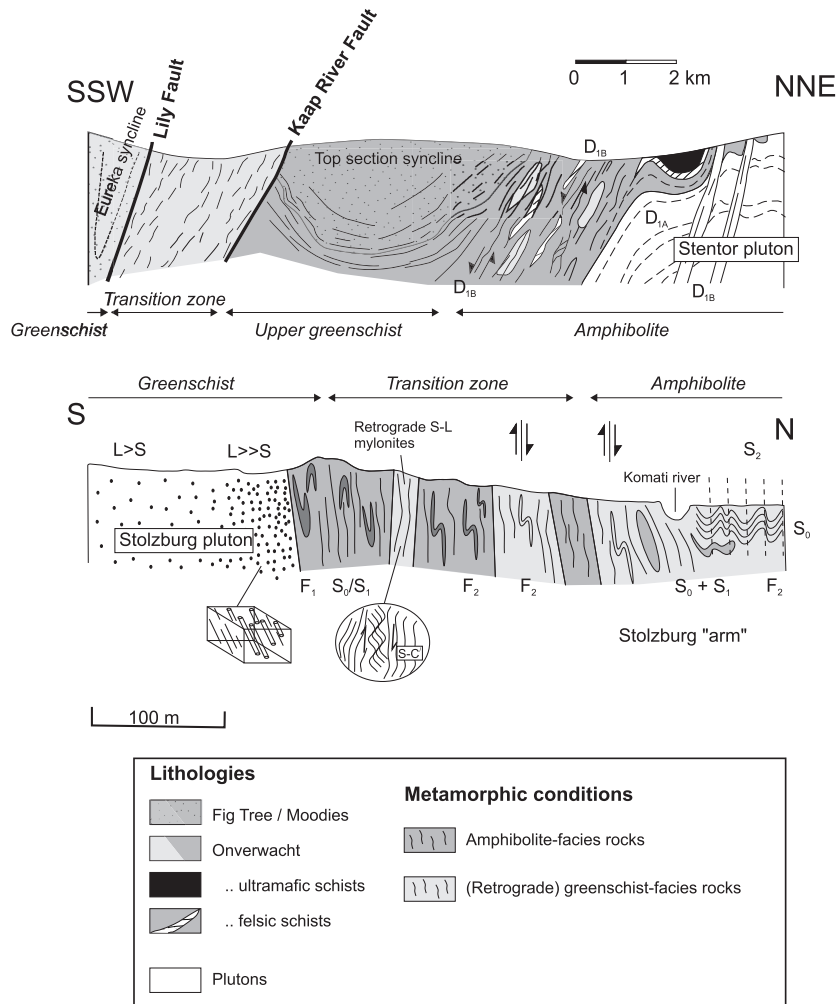 SSW
Lily Fault
Kaap River Fault
0 1 2 km
NNE
Eureka syncline
Top section syncline
D1B
D1A
Stentor pluton
D1B
D1B
Transition zone
Greenschist
Upper greenschist
Amphibolite
Greenschist
Transition zone
Amphibolite
S
N
L>S
L>>S
Retrograde S-L
mylonites
Komati river
S2
Stolzburg pluton
S0
F1
S0/S1
F2
F2
S0 + S1
F2
S-C
Stolzburg "arm"
100 m
Lithologies
Fig Tree / Moodies
Onverwacht
.. ultramafic schists
.. felsic schists
Plutons
Metamorphic conditions
Amphibolite-facies rocks
(Retrograde) greenschist-facies rocks